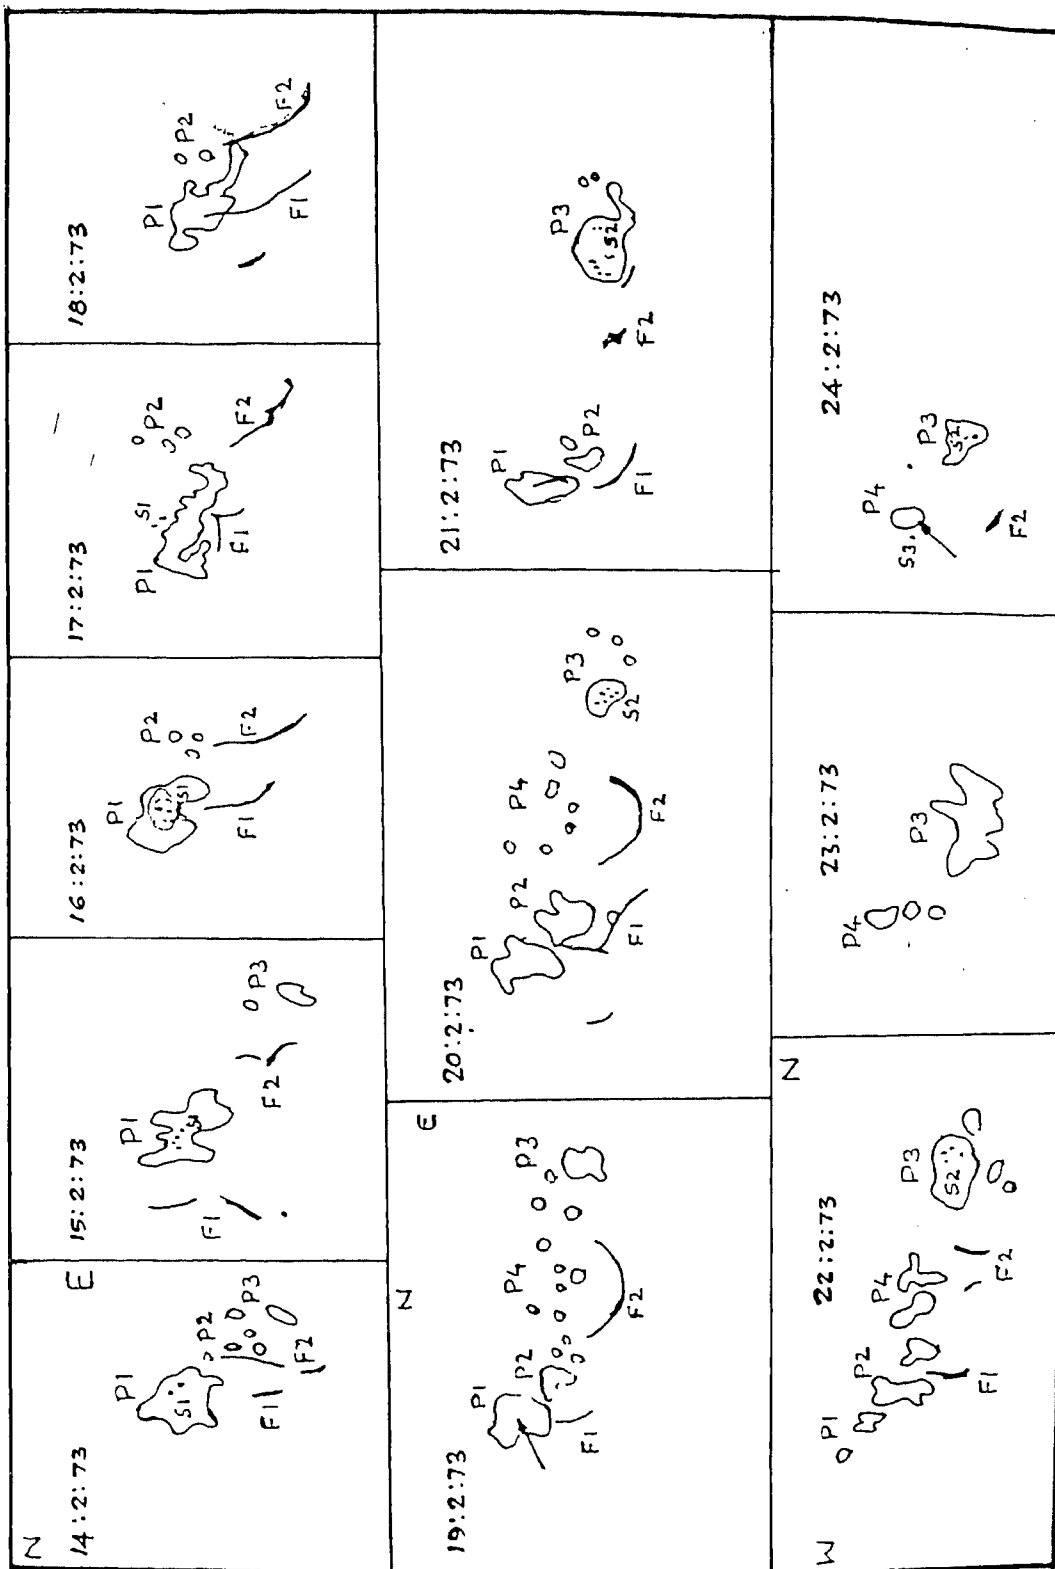 N
14:2:73
E
P1
S1
P2
P3
F1
F2
15:2:73
P1
S1
P3
F1
F2
16:2:73
P1
S1
P2
F1
F2
17:2:73
P1
S1
P2
F1
F2
18:2:73
P1
P2
F1
F2
19:2:73
N
E
P1
P2
P4
P3
F1
F2
20:2:73
P1
P2
P4
P3
S2
F1
F2
21:2:73
P1
P2
P3
S2
F1
F2
W
22:2:73
N
P1
P2
P4
P3
S2
F1
F2
23:2:73
P4
P3
24:2:73
P4
S3
P3
S2
F2